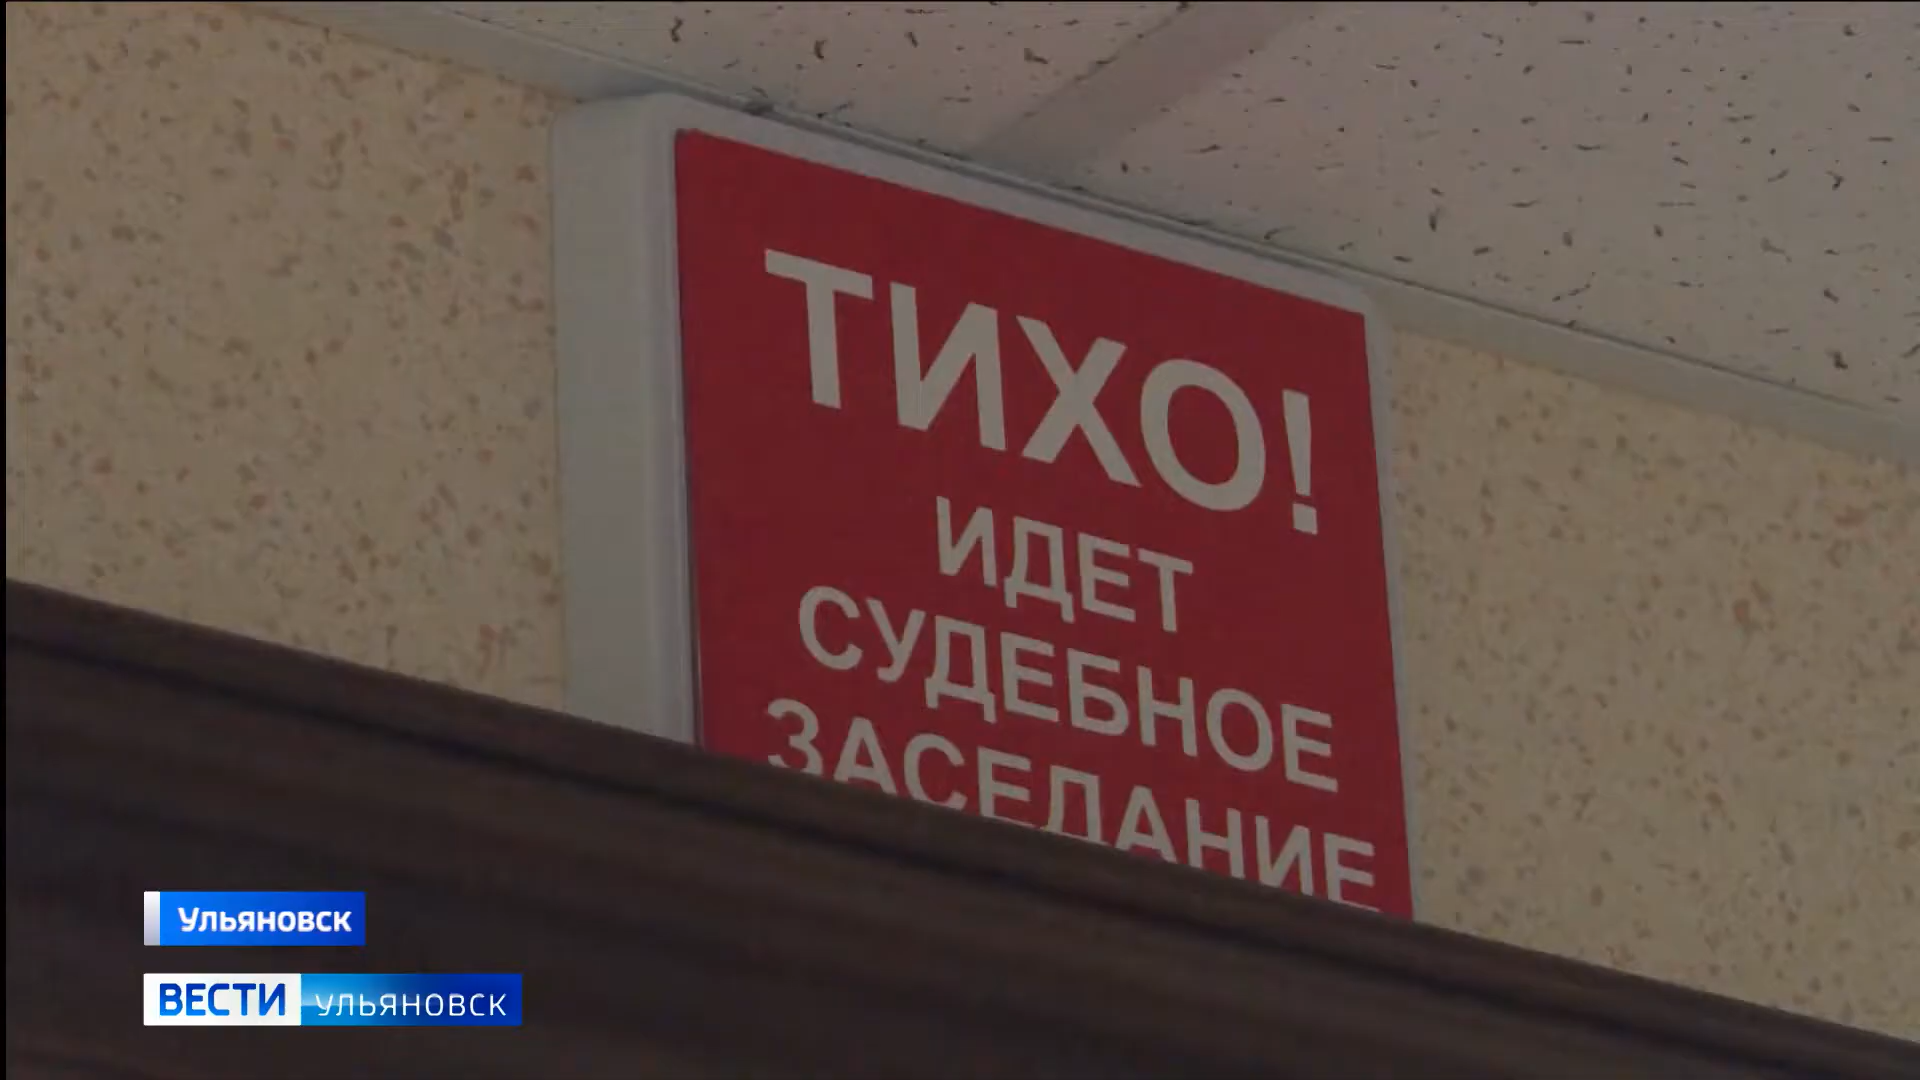 ТИХО!
ИДЕТ
СУДЕБНОЕ
ЗАСЕДАНИЕ
Ульяновск
ВЕСТИ УЛЬЯНОВСК